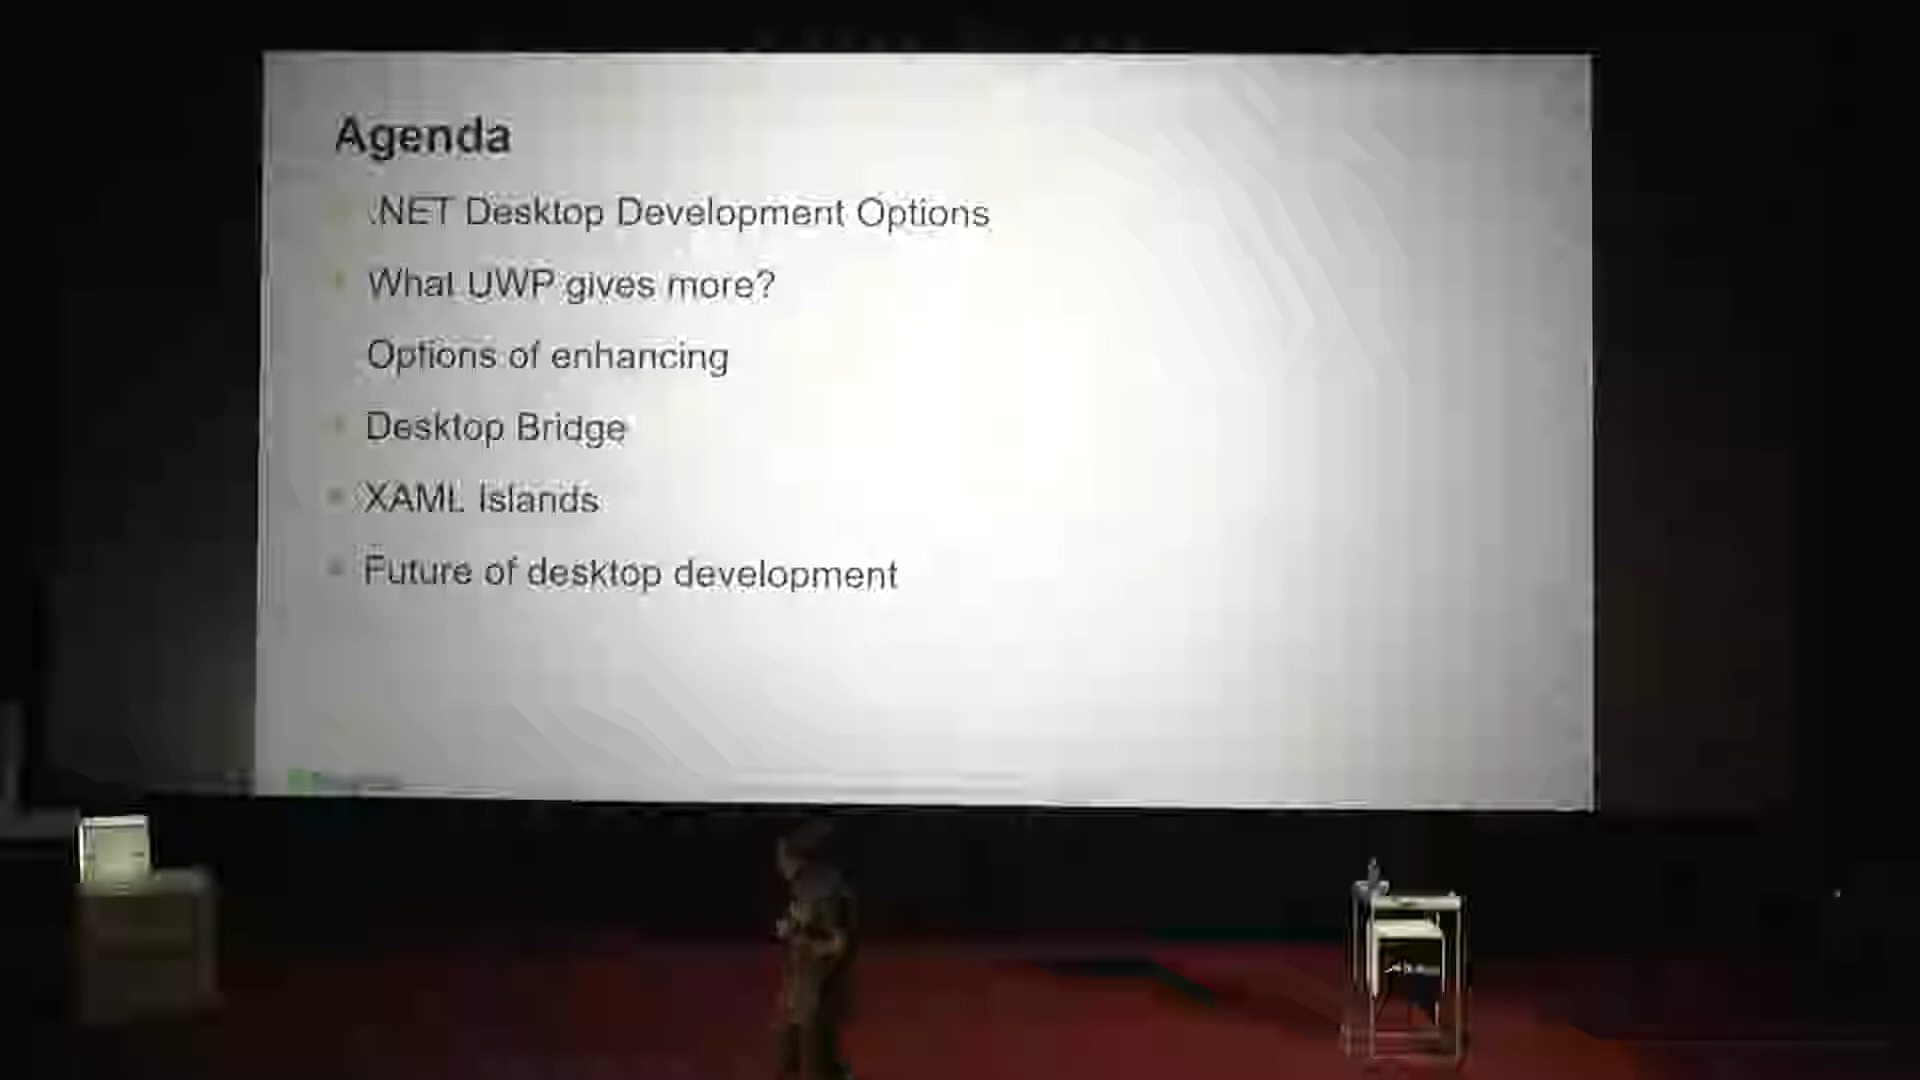 Agenda
.NET Desktop Development Options
What UWP gives more?
Options of enhancing
Desktop Bridge
XAML Islands
Future of desktop development